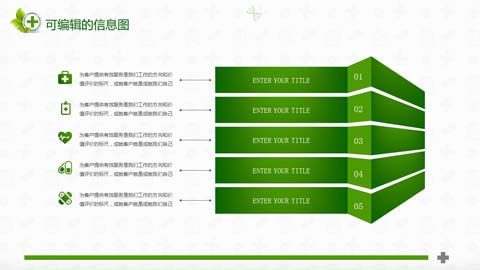 可编辑的信息图
为客户提供有效服务是我们工作的方向和价
值评价的标尺，成就客户就是成就我们自己
ENTER YOUR TITLE
01
为客户提供有效服务是我们工作的方向和价
值评价的标尺，成就客户就是成就我们自己
ENTER YOUR TITLE
02
为客户提供有效服务是我们工作的方向和价
值评价的标尺，成就客户就是成就我们自己
ENTER YOUR TITLE
03
为客户提供有效服务是我们工作的方向和价
值评价的标尺，成就客户就是成就我们自己
ENTER YOUR TITLE
04
为客户提供有效服务是我们工作的方向和价
值评价的标尺，成就客户就是成就我们自己
ENTER YOUR TITLE
05